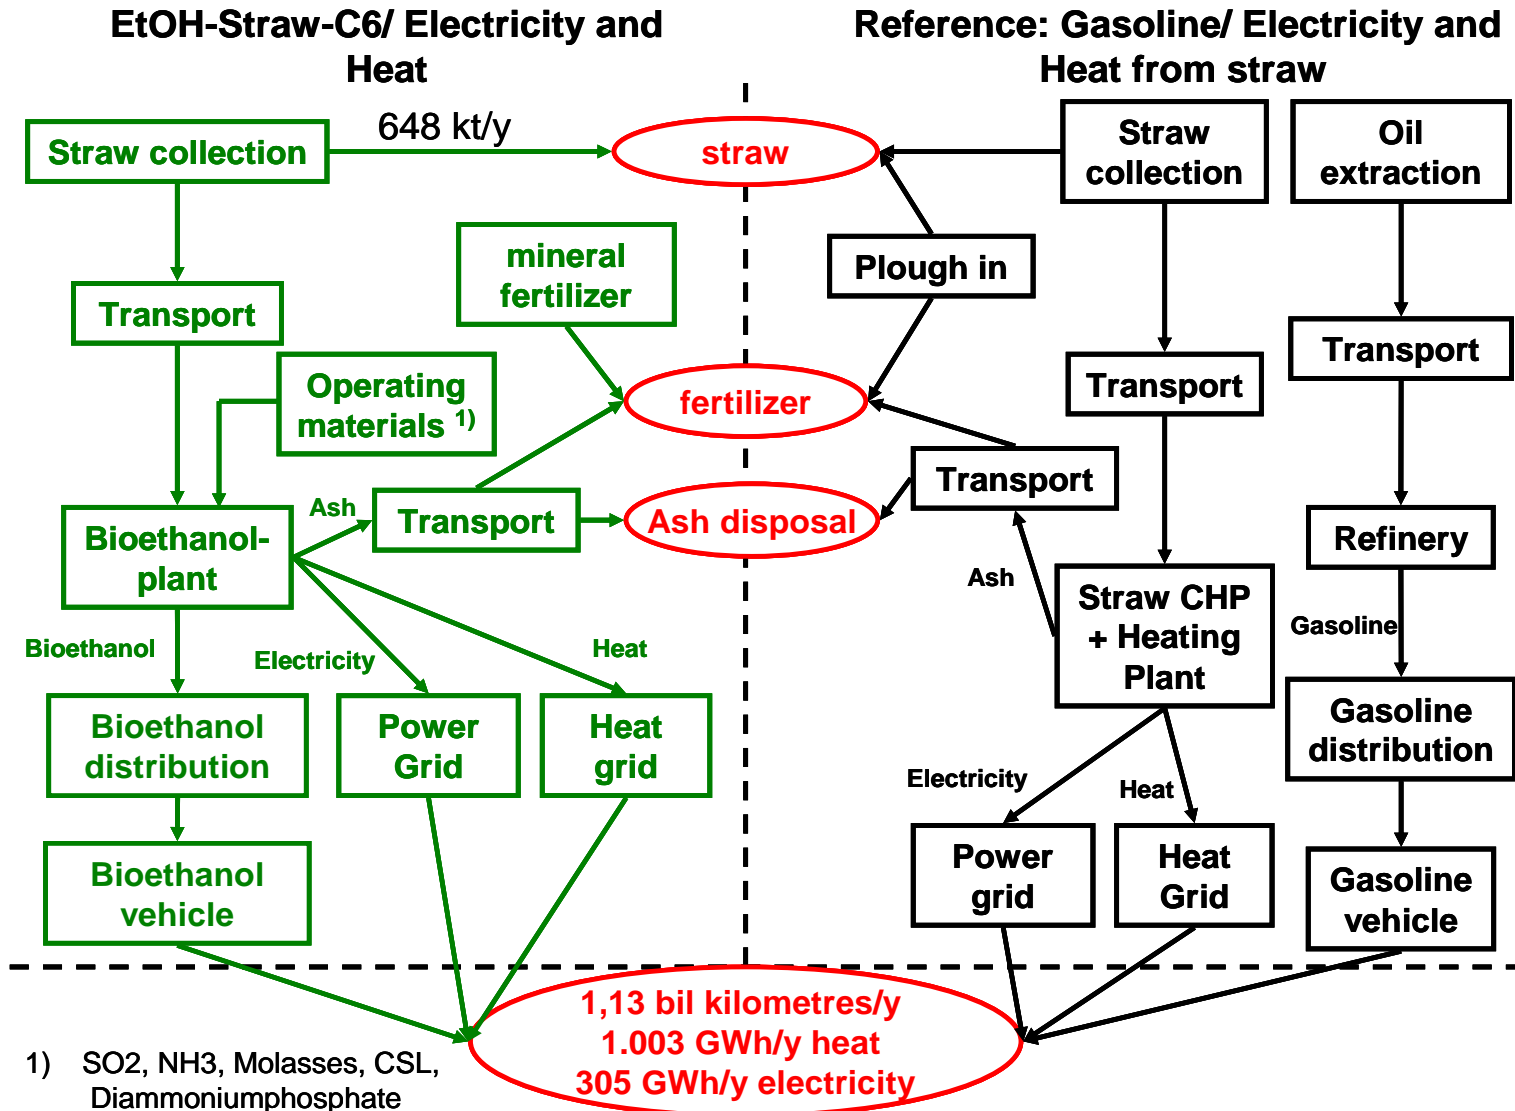 EtOH-Straw-C6/ Electricity and
Heat
Reference: Gasoline/ Electricity and
Heat from straw
648 kt/y
Straw collection
straw
Straw
collection
Oil
extraction
mineral
fertilizer
Plough in
Transport
Transport
Operating
materials 1)
fertilizer
Transport
Transport
Ash
Transport
Ash disposal
Bioethanol-
plant
Refinery
Ash
Straw CHP
+ Heating
Plant
Gasoline
Bioethanol
Electricity
Heat
Bioethanol
distribution
Power
Grid
Heat
grid
Gasoline
distribution
Electricity
Heat
Bioethanol
vehicle
Power
grid
Heat
Grid
Gasoline
vehicle
1,13 bil kilometres/y
1.003 GWh/y heat
305 GWh/y electricity
1) SO2, NH3, Molasses, CSL,
Diammoniumphosphate